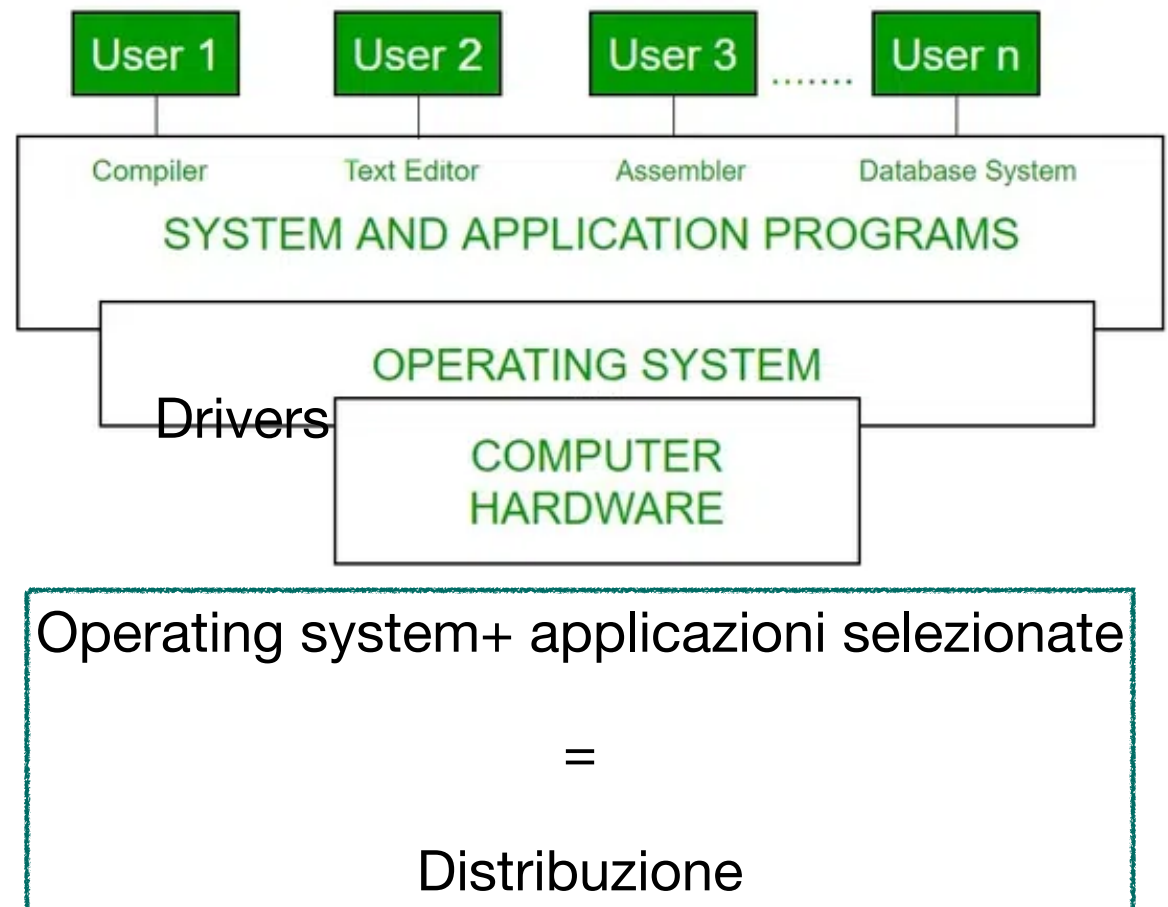 User 1 User 2 User 3 ....... User n
Compiler Text Editor Assembler Database System
SYSTEM AND APPLICATION PROGRAMS
OPERATING SYSTEM
Drivers
COMPUTER
HARDWARE
Operating system+ applicazioni selezionate
=
Distribuzione